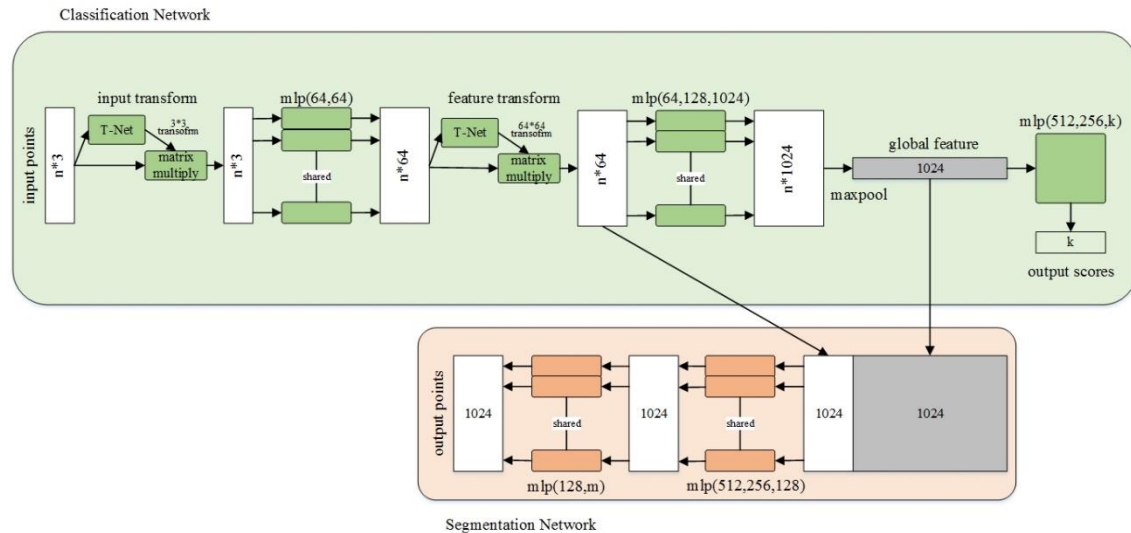 Classification Network
input transform
mlp(64,64)
feature transform
mlp(64,128,1024)
mlp(512,256,k)
input points
n*3
T-Net
3*3
transofrm
matrix
multiply
n*3
shared
n*64
T-Net
64*64
transofrm
matrix
multiply
n*64
shared
n*1024
maxpool
global feature
1024
k
output scores
output points
1024
shared
mlp(128,m)
1024
shared
mlp(512,256,128)
1024
1024
Segmentation Network